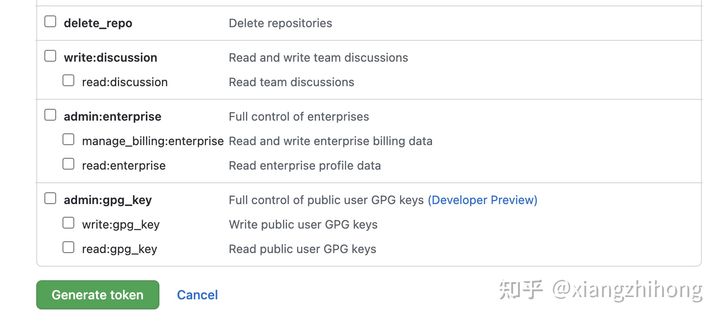 delete_repo Delete repositories
write:discussion Read and write team discussions
read:discussion Read team discussions
admin:enterprise Full control of enterprises
manage_billing:enterprise Read and write enterprise billing data
read:enterprise Read enterprise profile data
admin:gpg_key Full control of public user GPG keys (Developer Preview)
write:gpg_key Write public user GPG keys
read:gpg_key Read public user GPG keys
Generate token Cancel
知乎 @xiangzhihong